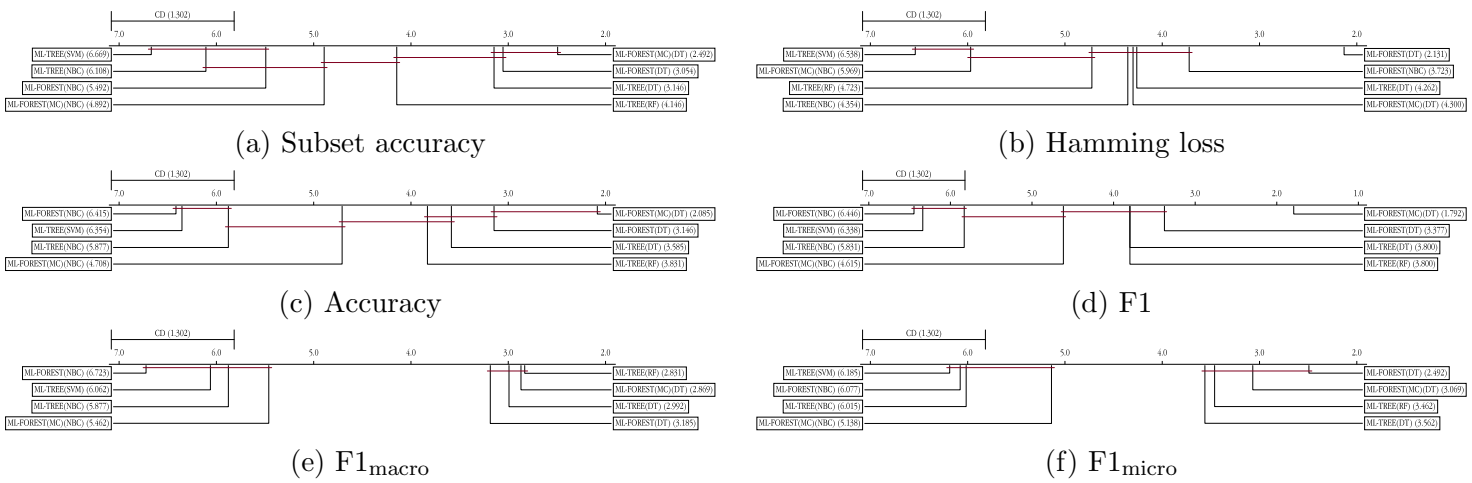 CD (1.302)
7.0 6.0 5.0 4.0 3.0 2.0
ML-TREE(SVM) (6.669)
ML-TREE(NBC) (6.108)
ML-FOREST(NBC) (5.492)
ML-FOREST(MC)(NBC) (4.892)
ML-FOREST(MC)(DT) (2.492)
ML-FOREST(DT) (3.054)
ML-TREE(DT) (3.146)
ML-TREE(RF) (4.146)
(a) Subset accuracy
CD (1.302)
7.0 6.0 5.0 4.0 3.0 2.0
ML-TREE(SVM) (6.538)
ML-FOREST(MC)(NBC) (5.969)
ML-TREE(RF) (4.723)
ML-TREE(NBC) (4.354)
ML-FOREST(DT) (2.131)
ML-FOREST(NBC) (3.723)
ML-TREE(DT) (4.262)
ML-FOREST(MC)(DT) (4.300)
(b) Hamming loss
CD (1.302)
7.0 6.0 5.0 4.0 3.0 2.0
ML-FOREST(NBC) (6.415)
ML-TREE(SVM) (6.354)
ML-TREE(NBC) (5.877)
ML-FOREST(MC)(NBC) (4.708)
ML-FOREST(MC)(DT) (2.085)
ML-FOREST(DT) (3.146)
ML-TREE(DT) (3.585)
ML-TREE(RF) (3.831)
(c) Accuracy
CD (1.302)
7.0 6.0 5.0 4.0 3.0 2.0 1.0
ML-FOREST(NBC) (6.446)
ML-TREE(SVM) (6.338)
ML-TREE(NBC) (5.831)
ML-FOREST(MC)(NBC) (4.615)
ML-FOREST(MC)(DT) (1.792)
ML-FOREST(DT) (3.377)
ML-TREE(DT) (3.800)
ML-TREE(RF) (3.800)
(d) F1
CD (1.302)
7.0 6.0 5.0 4.0 3.0 2.0
ML-FOREST(NBC) (6.723)
ML-TREE(SVM) (6.062)
ML-TREE(NBC) (5.877)
ML-FOREST(MC)(NBC) (5.462)
ML-TREE(RF) (2.831)
ML-FOREST(MC)(DT) (2.869)
ML-TREE(DT) (2.992)
ML-FOREST(DT) (3.185)
(e) F1macro
CD (1.302)
7.0 6.0 5.0 4.0 3.0 2.0
ML-TREE(SVM) (6.185)
ML-FOREST(NBC) (6.077)
ML-TREE(NBC) (6.015)
ML-FOREST(MC)(NBC) (5.138)
ML-FOREST(DT) (2.492)
ML-FOREST(MC)(DT) (3.069)
ML-TREE(RF) (3.462)
ML-TREE(DT) (3.562)
(f) F1micro